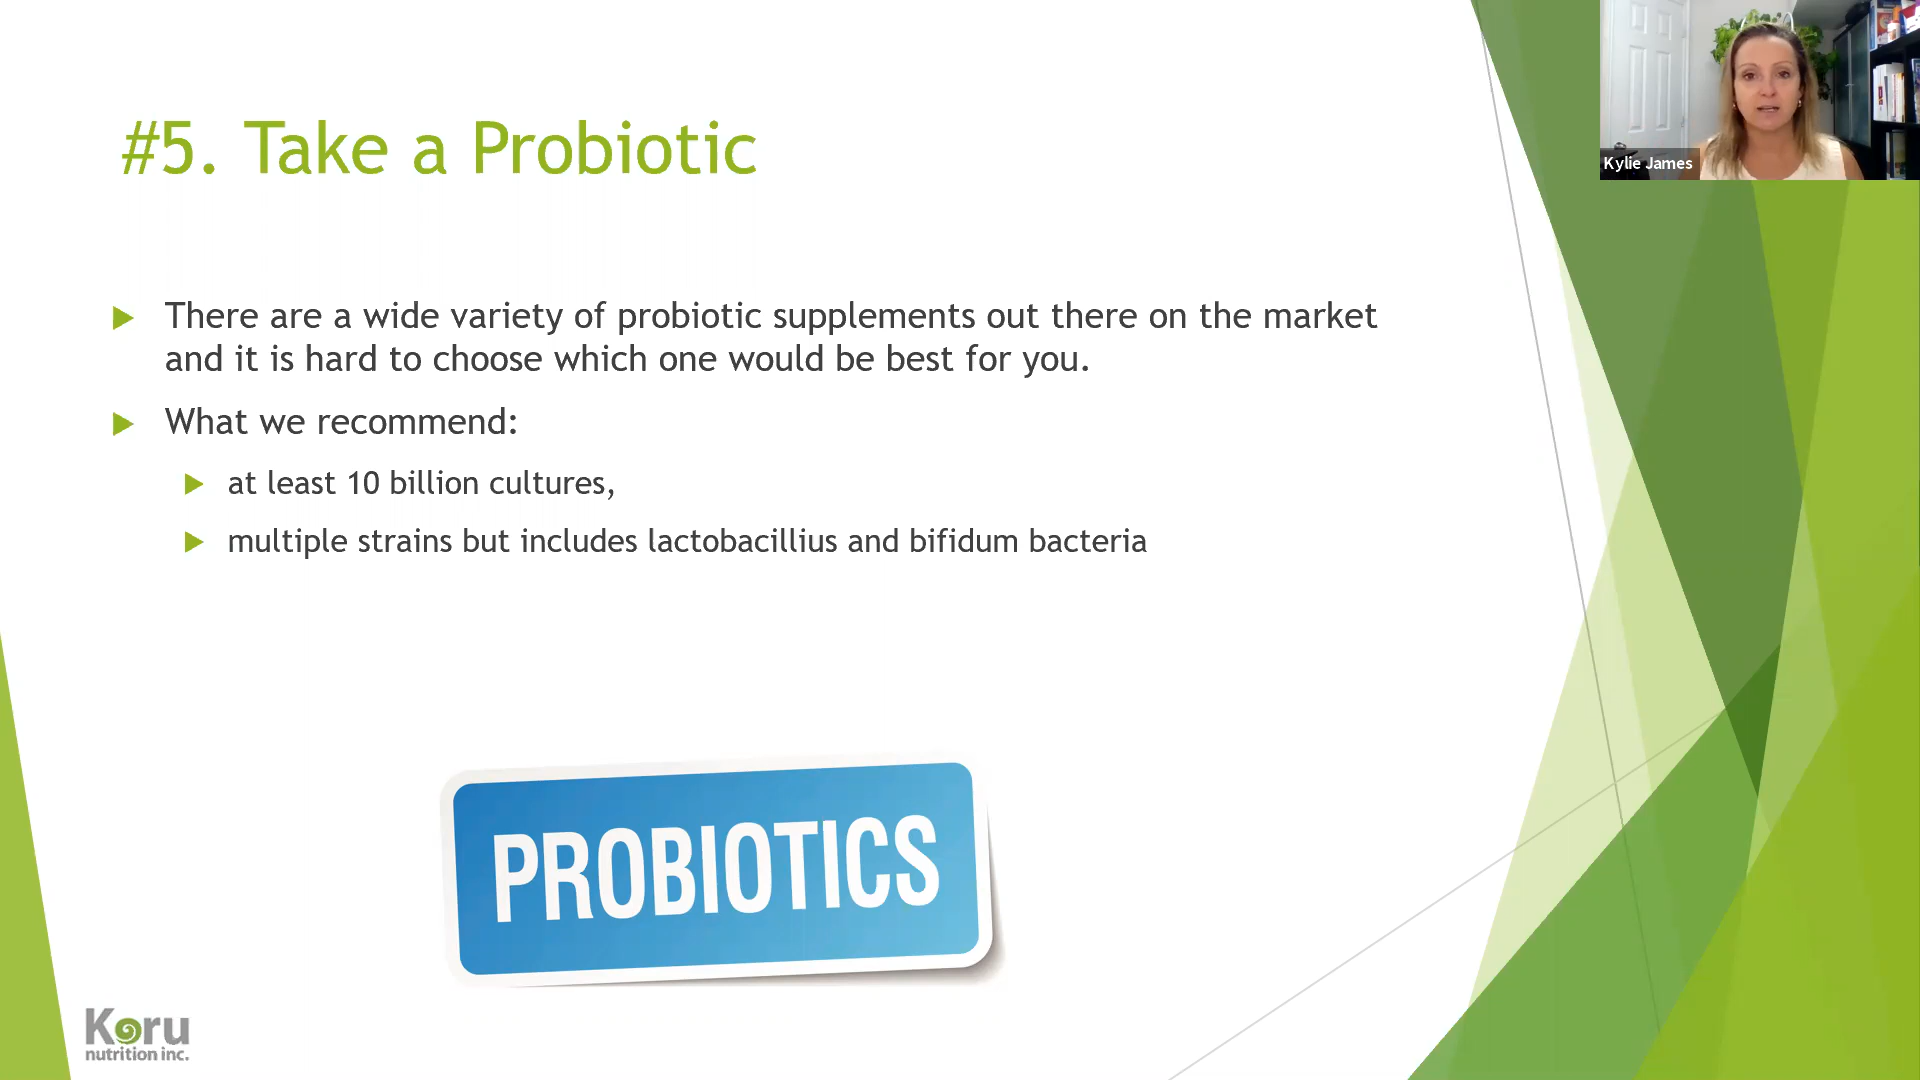 #5. Take a Probiotic
There are a wide variety of probiotic supplements out there on the market
and it is hard to choose which one would be best for you.
What we recommend:
at least 10 billion cultures,
multiple strains but includes lactobacillius and bifidum bacteria
PROBIOTICS
Koru
nutrition inc.
Kylie James